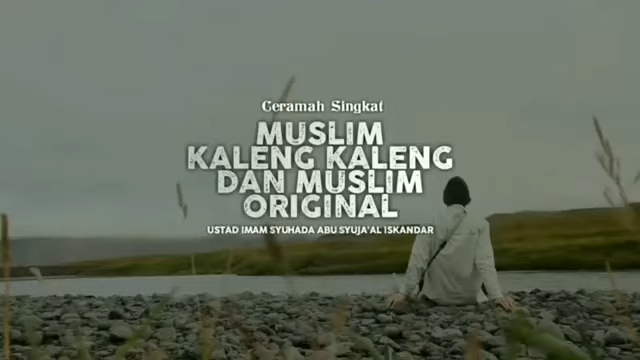 Ceramah Singkat
MUSLIM
KALENG KALENG
DAN MUSLIM
ORIGINAL
USTAD IMAM SYUHADA ABU SYUJA'AL ISKANDAR